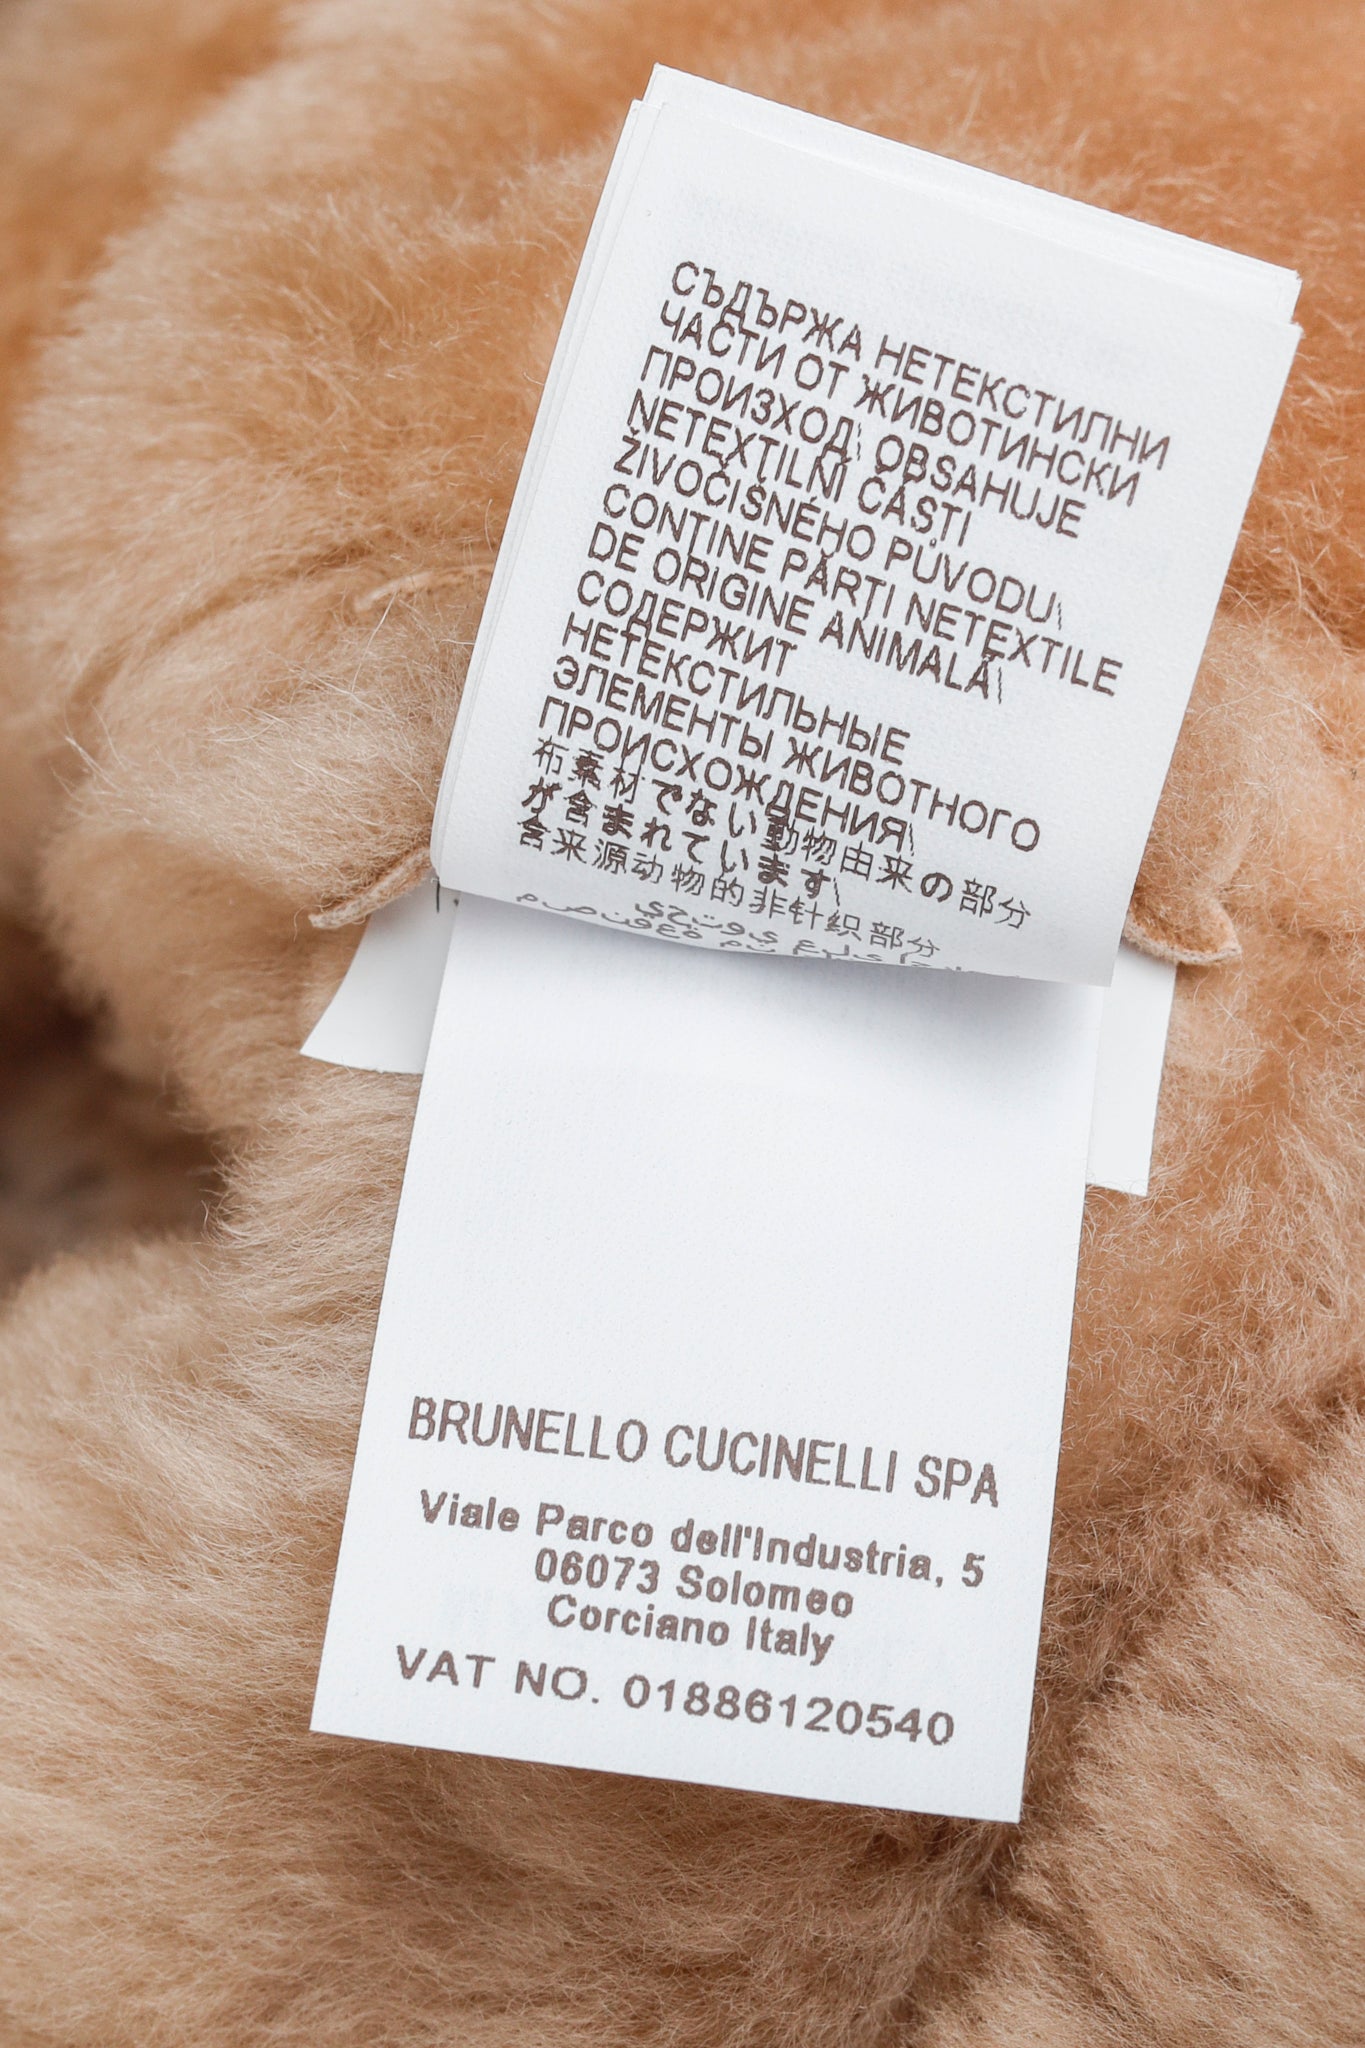 СЪДЪРЖА НЕТЕКСТИЛНИ
ЧАСТИ ОТ ЖИВОТИНСКИ
ПРОИЗХОД\ OBSAHUJE
NETEXTILNÍ ČÁSTI
ŽIVOČIŠNÉHO PŮVODU\
CONȚINE PĂRȚI NETEXTILE
DE ORIGINE ANIMALĂ\
СОДЕРЖИТ
НЕТЕКСТИЛЬНЫЕ
ЭЛЕМЕНТЫ ЖИВОТНОГО
ПРОИСХОЖДЕНИЯ\
布素材でない動物由来の部分
が含まれています\
含来源动物的非针织部分
BRUNELLO CUCINELLI SPA
Viale Parco dell'Industria, 5
06073 Solomeo
Corciano Italy
VAT NO. 01886120540